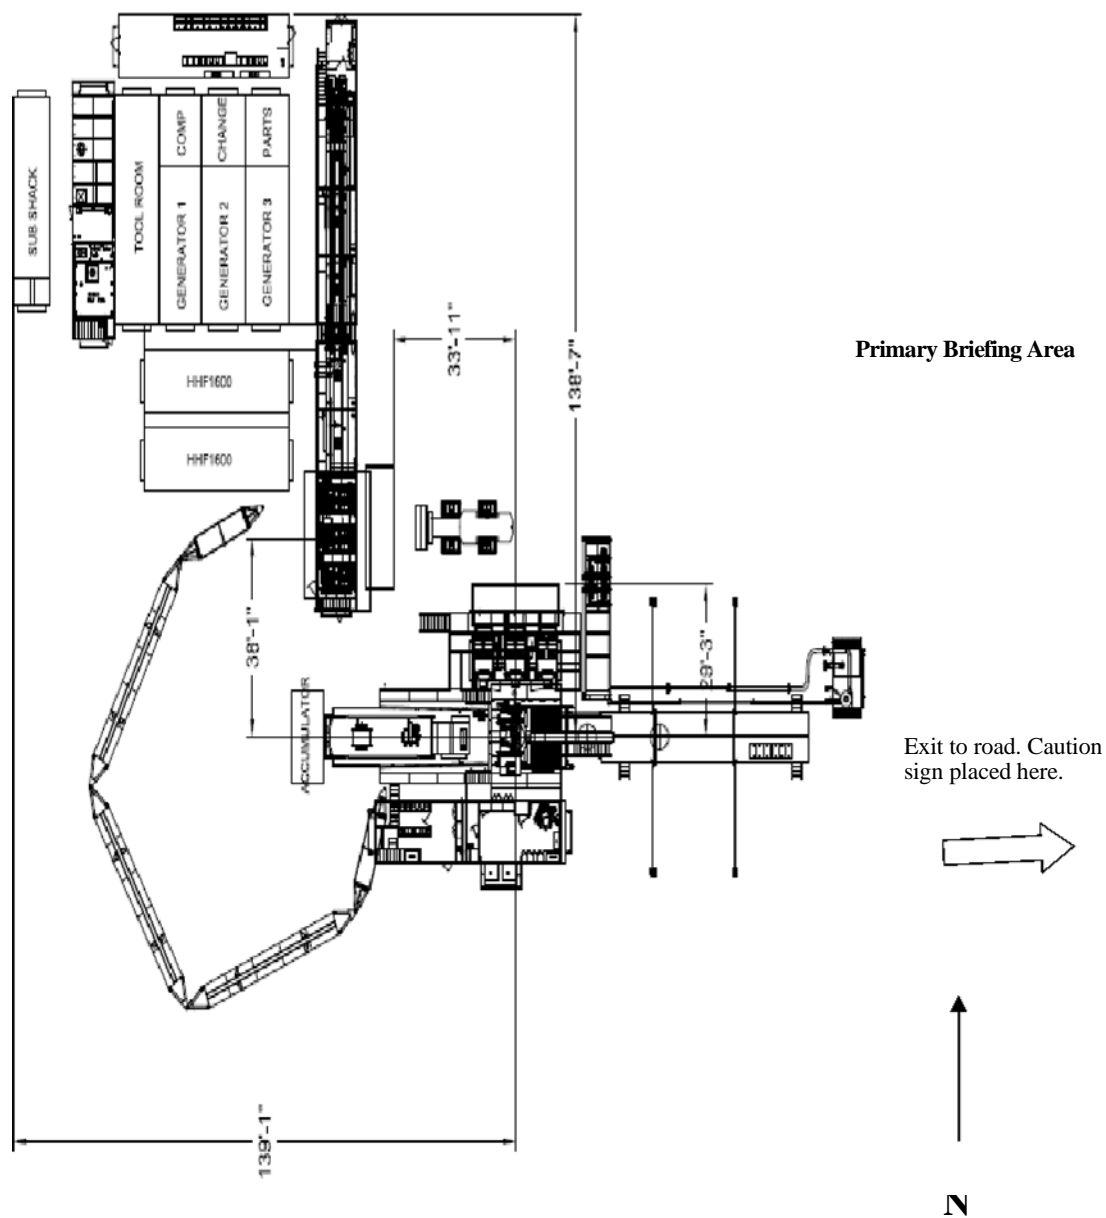 SUB SHACK
TOOL ROOM
COMP
GENERATOR 1
CHANGE
GENERATOR 2
PARTS
GENERATOR 3
HHF1600
HHF1600
33'-11"
138'-7"
Primary Briefing Area
38'-1"
29'-3"
ACCUMULATOR
Exit to road. Caution
sign placed here.
139'-1"
N